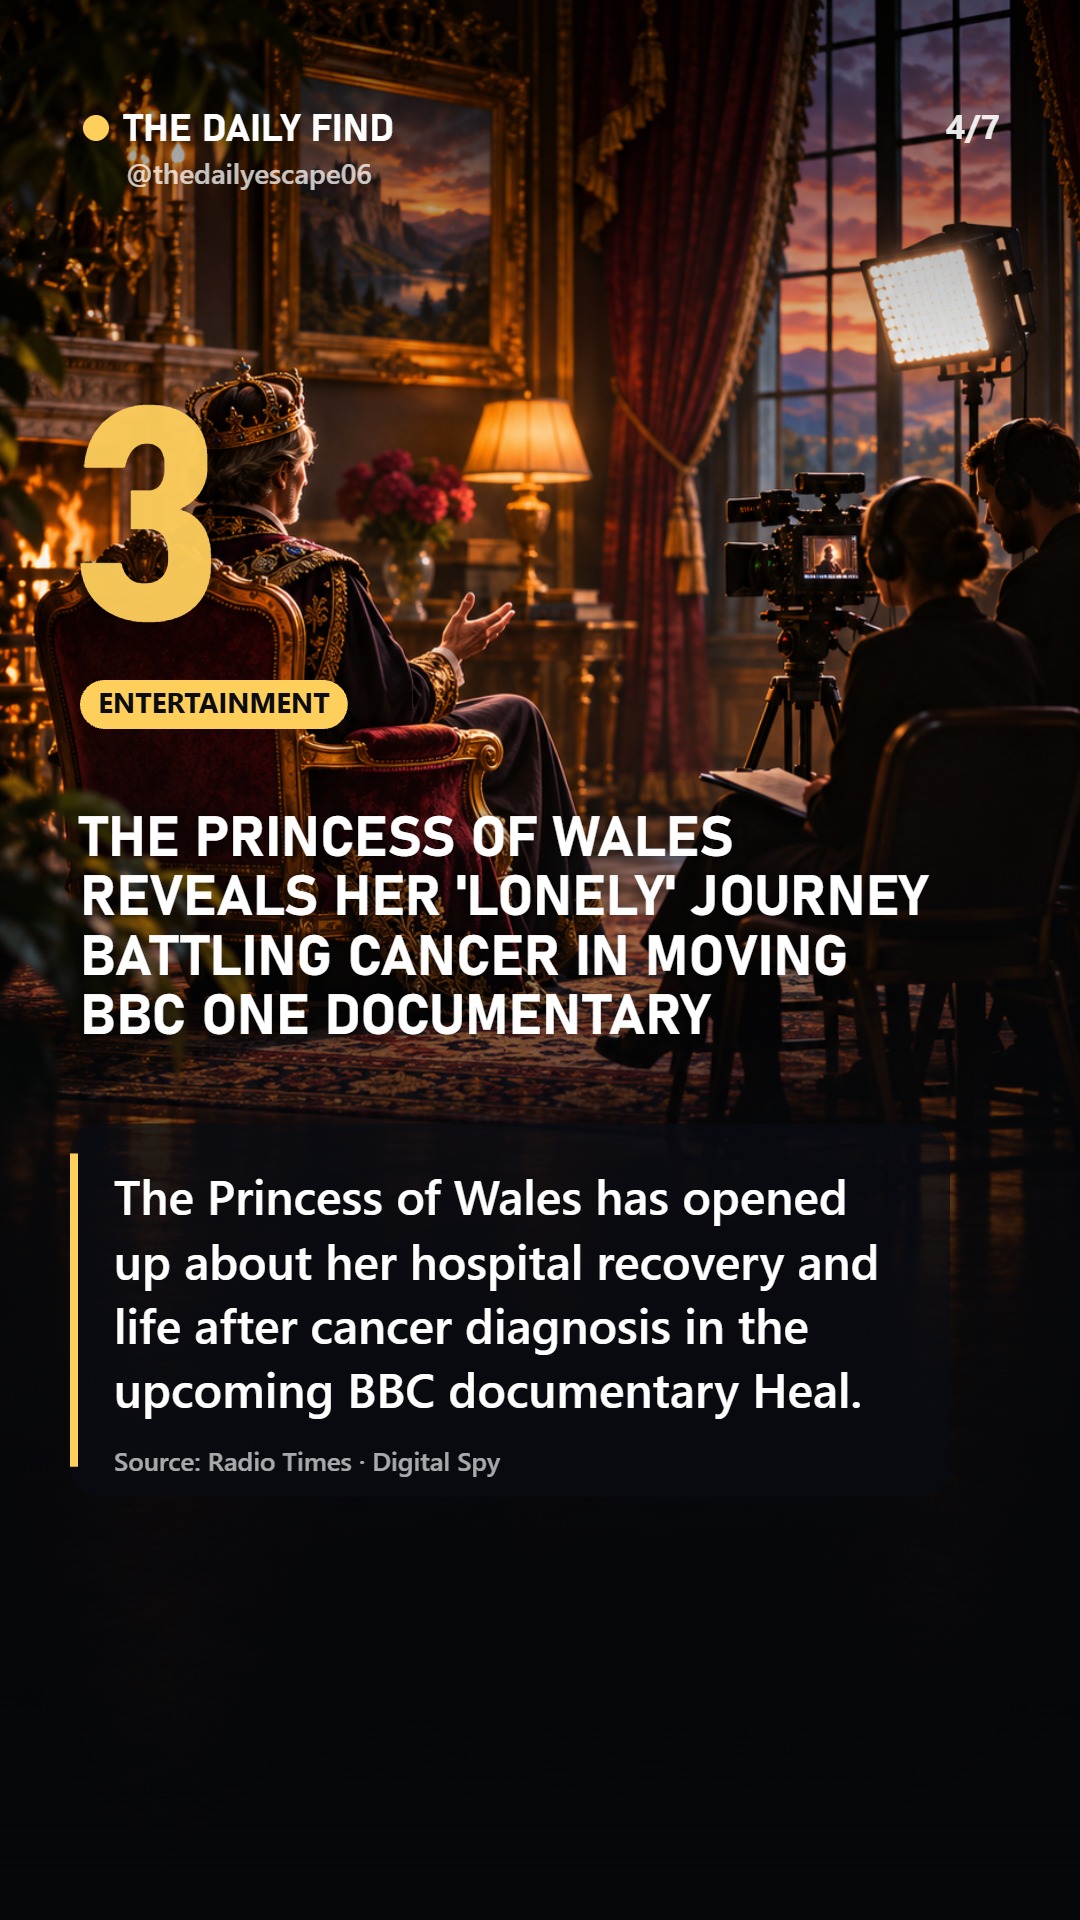 THE DAILY FIND
4/7
@thedailyescape06
3
ENTERTAINMENT
THE PRINCESS OF WALES
REVEALS HER 'LONELY' JOURNEY
BATTLING CANCER IN MOVING
BBC ONE DOCUMENTARY
The Princess of Wales has opened
up about her hospital recovery and
life after cancer diagnosis in the
upcoming BBC documentary Heal.
Source: Radio Times · Digital Spy